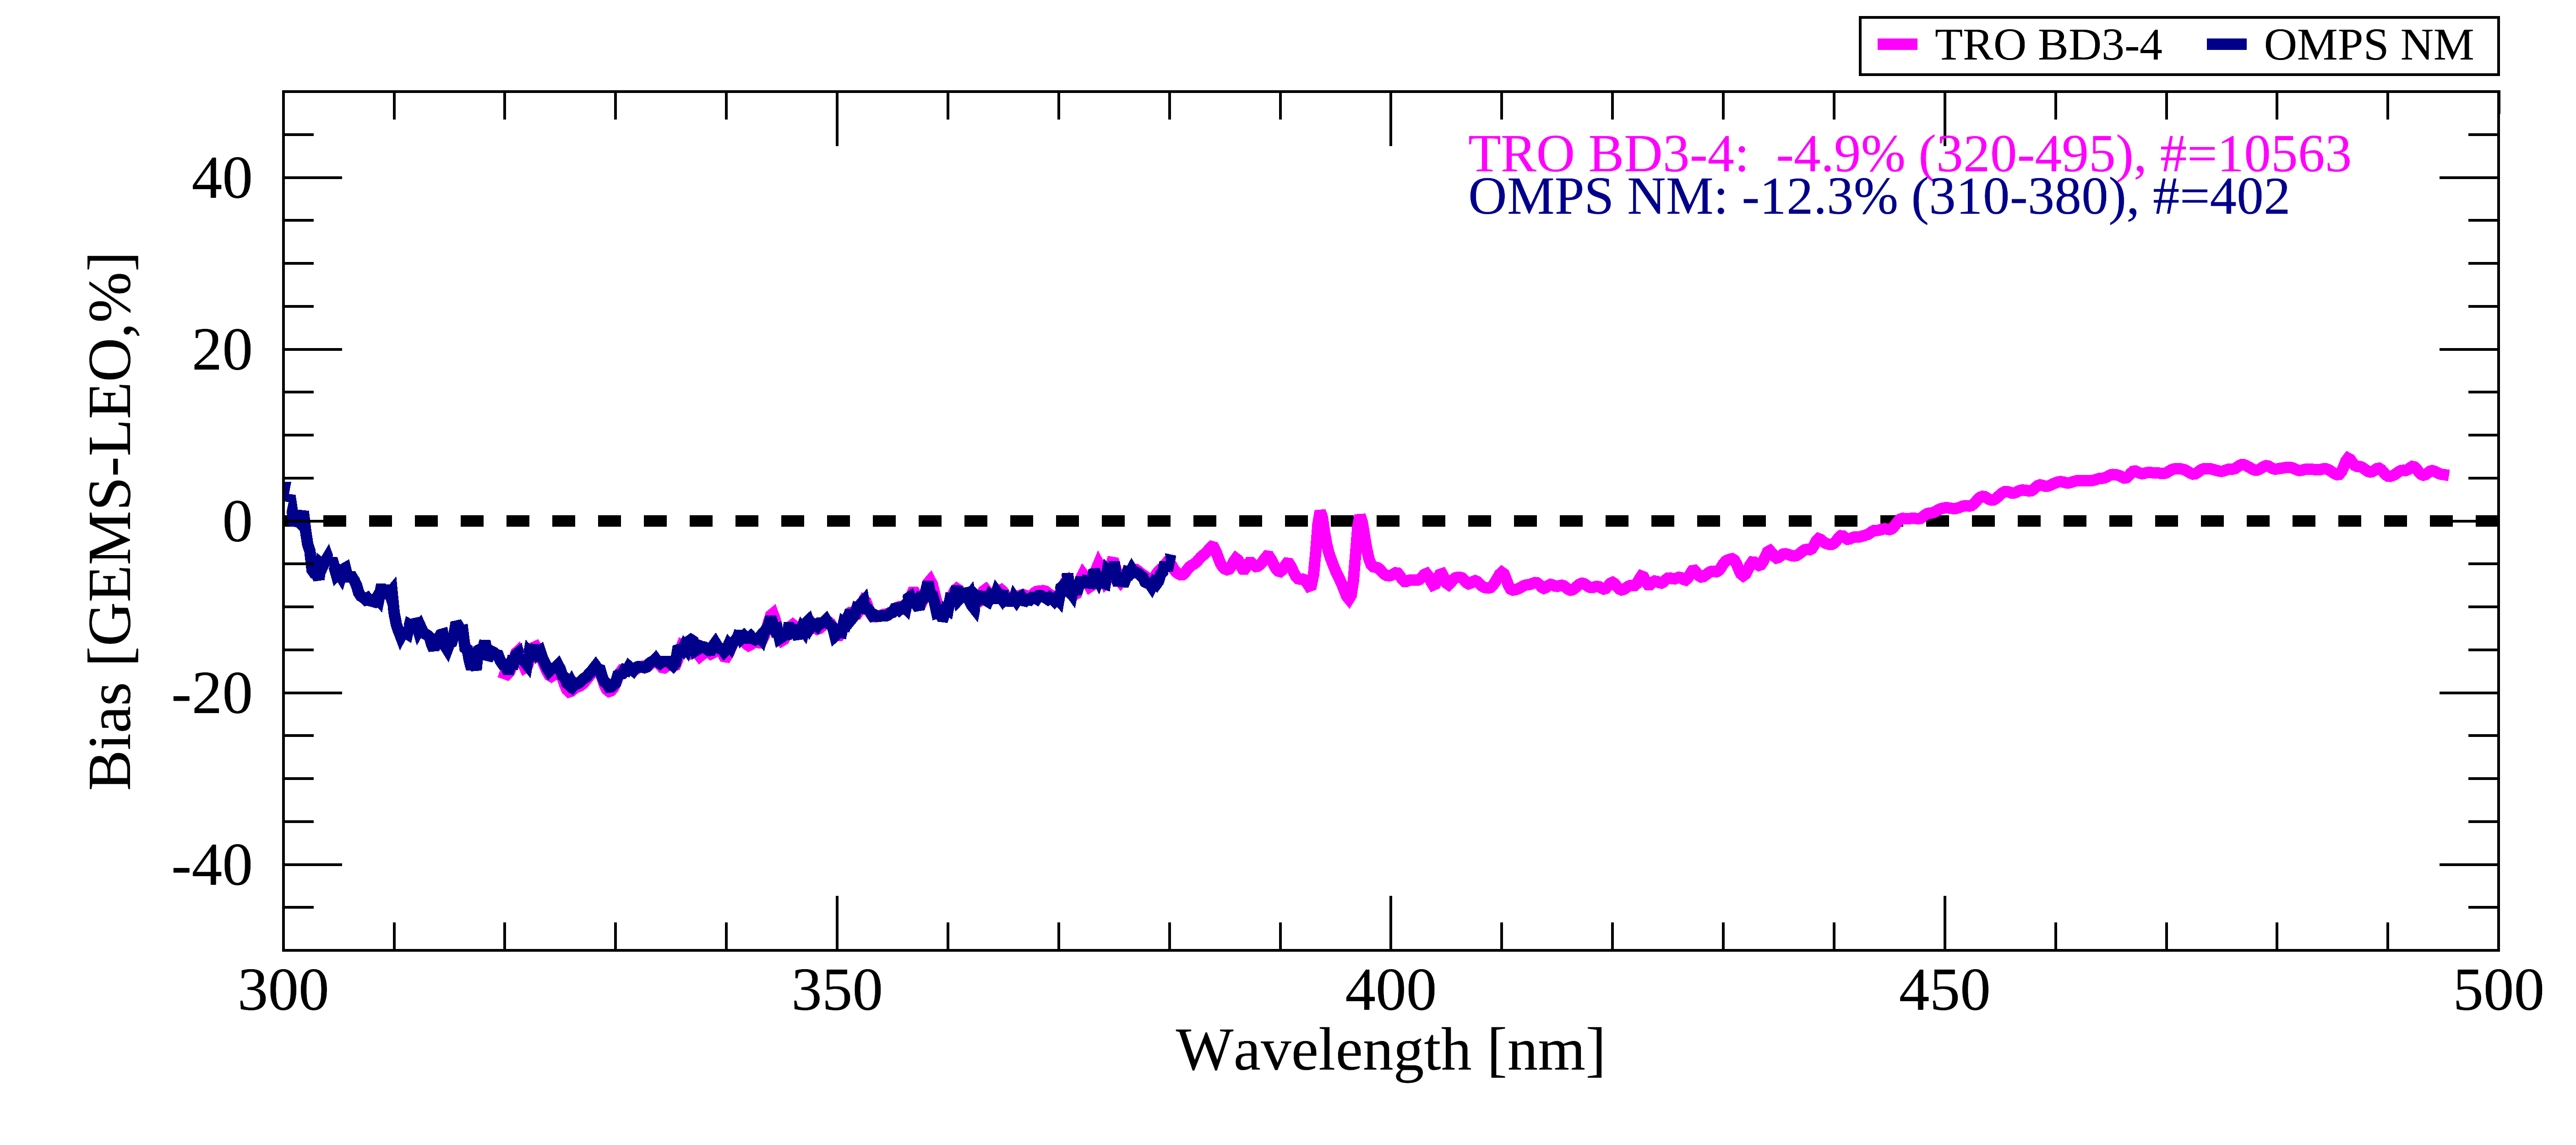 TRO BD3-4 OMPS NM
TRO BD3-4: -4.9% (320-495), #=10563
OMPS NM: -12.3% (310-380), #=402
Bias [GEMS-LEO,%]
40
20
0
-20
-40
300 350 400 450 500
Wavelength [nm]